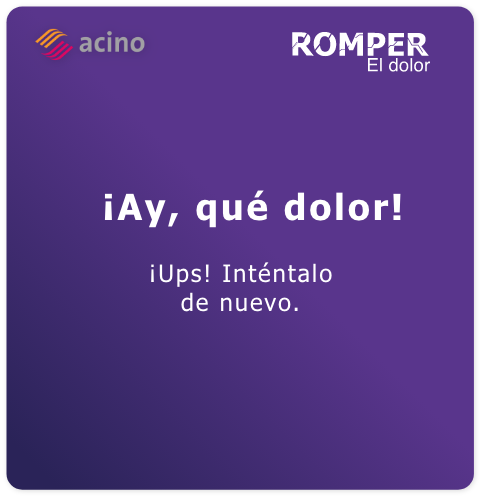 acino
ROMPER
El dolor
¡Ay, qué dolor!
¡Ups! Inténtalo
de nuevo.